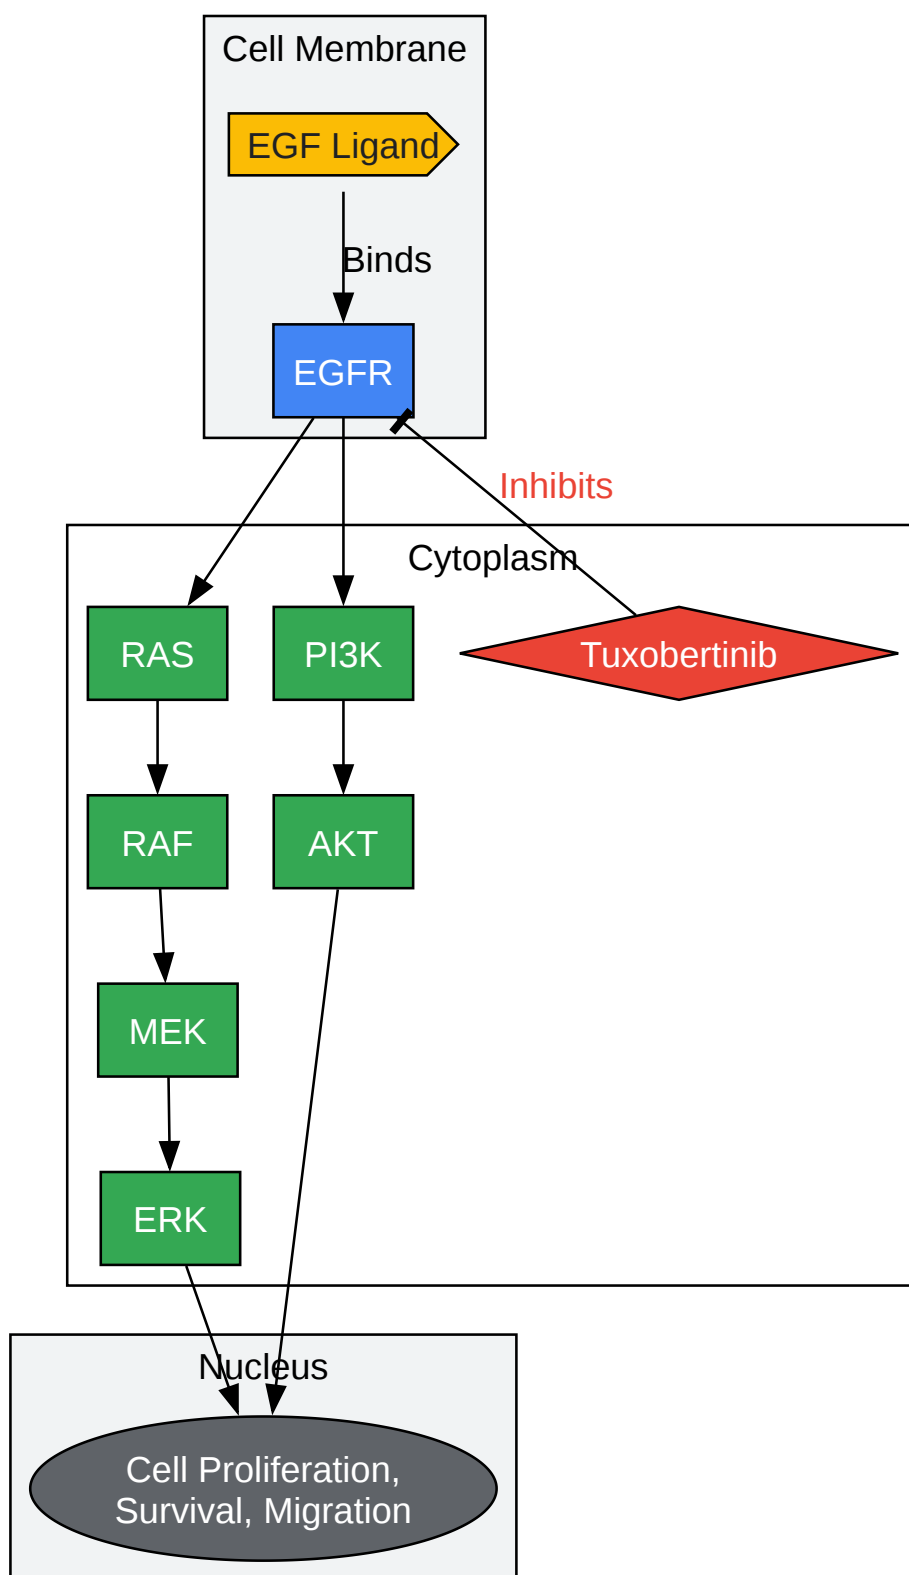 Cell Membrane
EGF Ligand
Binds
EGFR
Inhibits
Cytoplasm
RAS
PI3K
Tuxobertinib
RAF
AKT
MEK
ERK
Nucleus
Cell Proliferation,
Survival, Migration